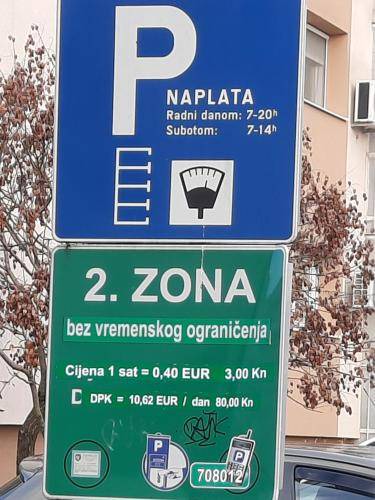 P
NAPLATA
Radni danom: 7-20h
Subotom: 7-14h
2. ZONA
bez vremenskog ograničenja
Cijena 1 sat = 0,40 EUR 3,00 Kn
DPK = 10,62 EUR / dan 80,00 Kn
P
P
708012